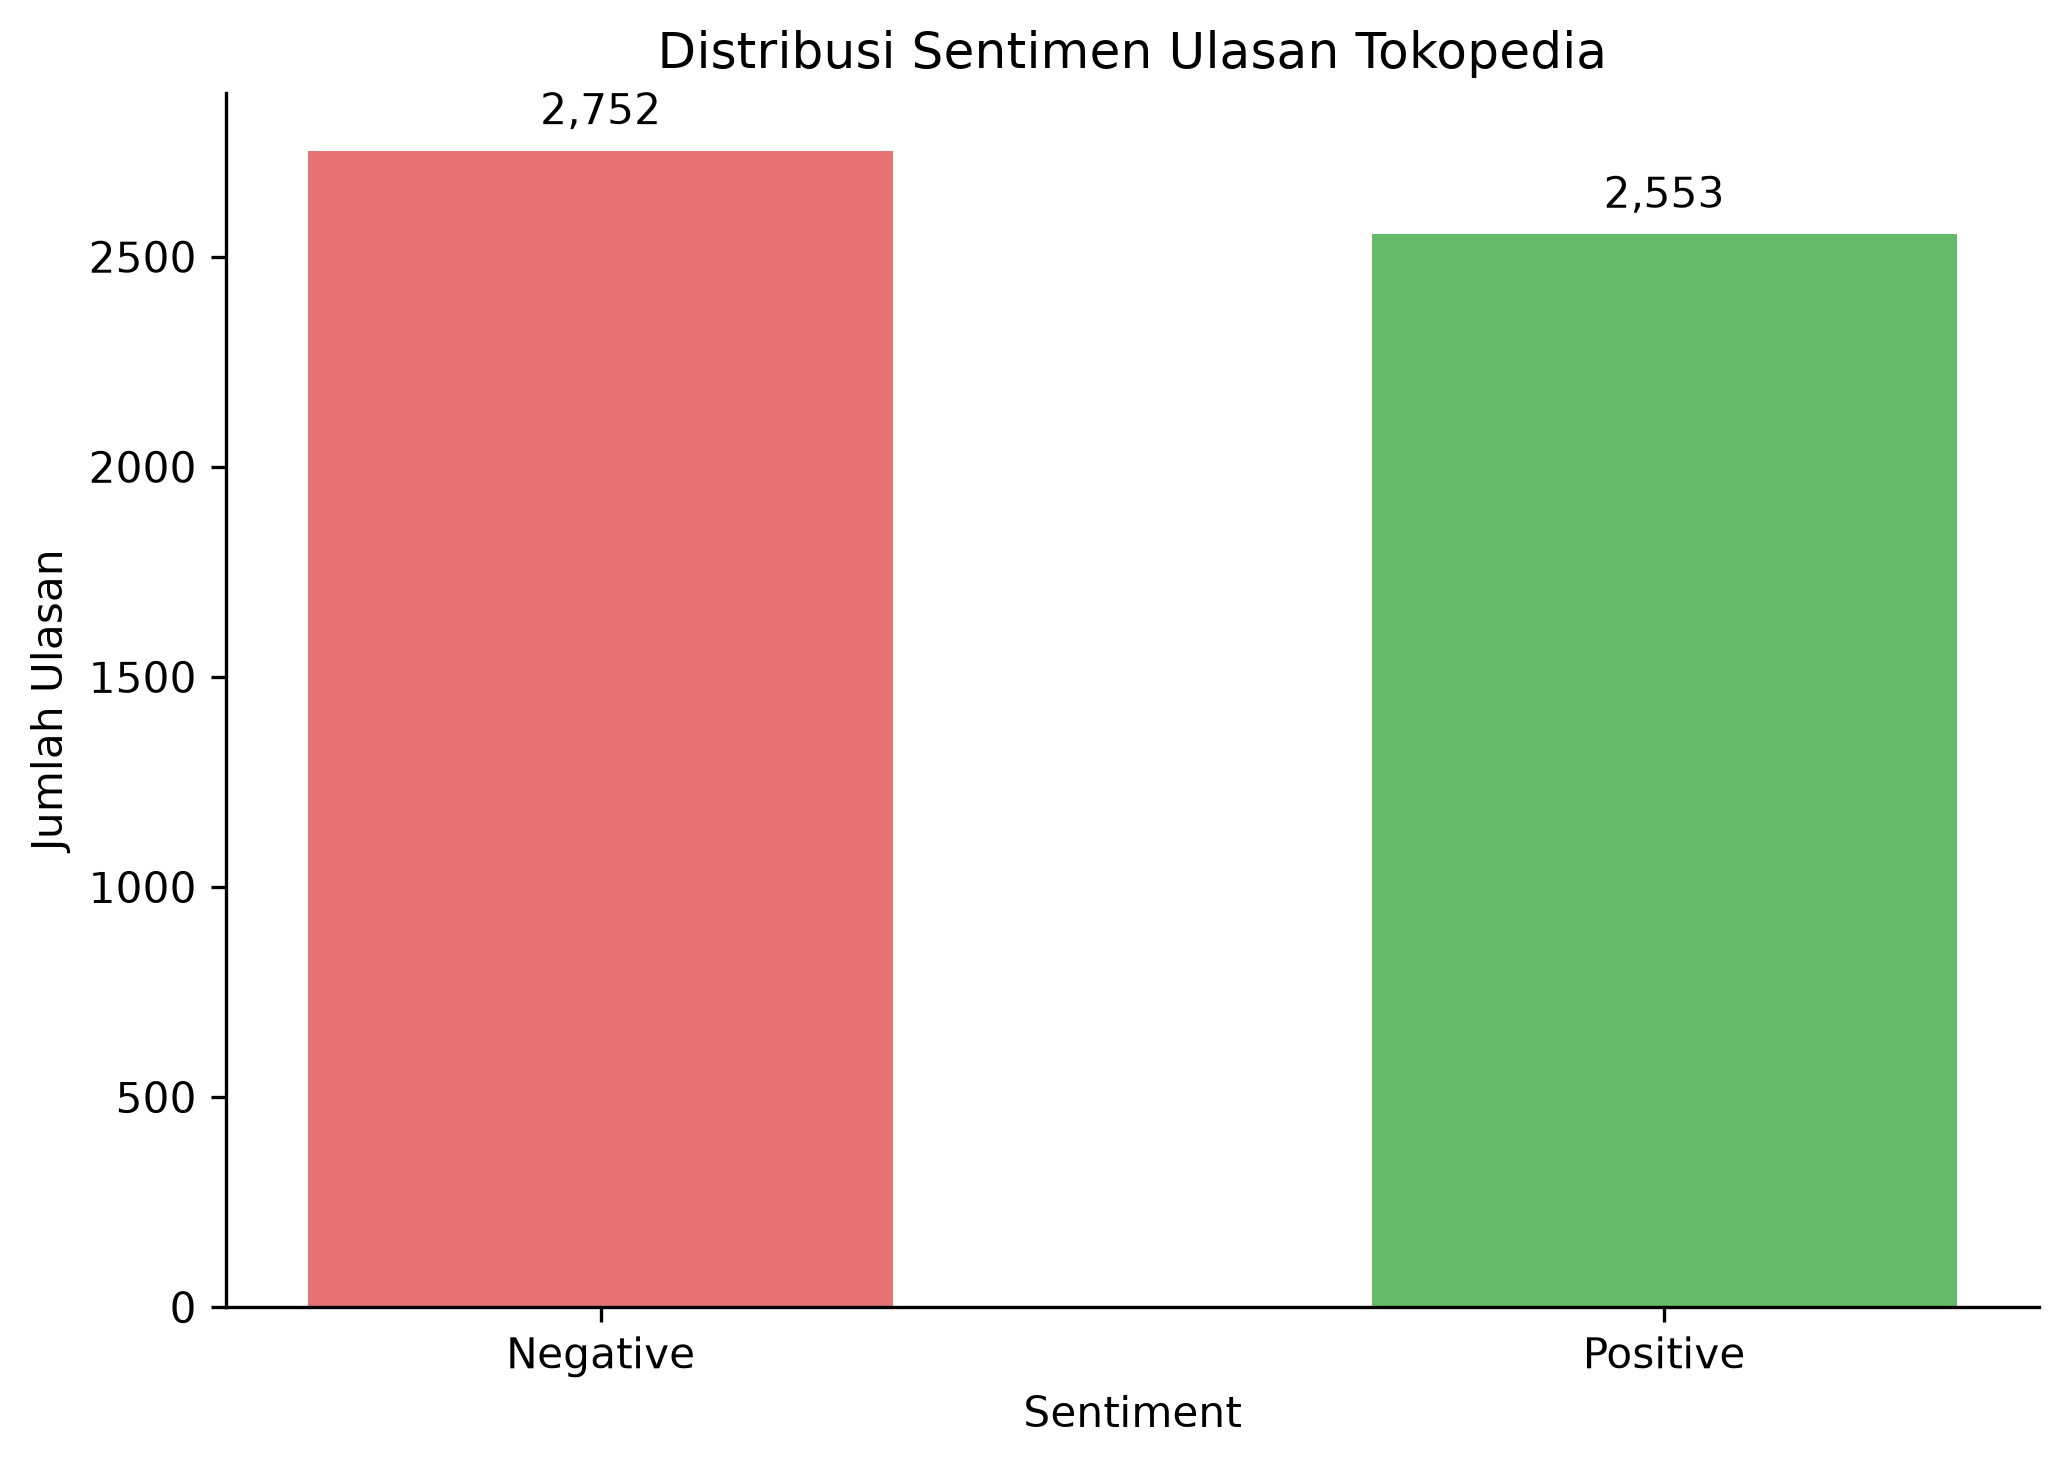 Distribusi Sentimen Ulasan Tokopedia
2,752
2,553
2500
2000
1500
1000
500
0
Jumlah Ulasan
Negative
Positive
Sentiment